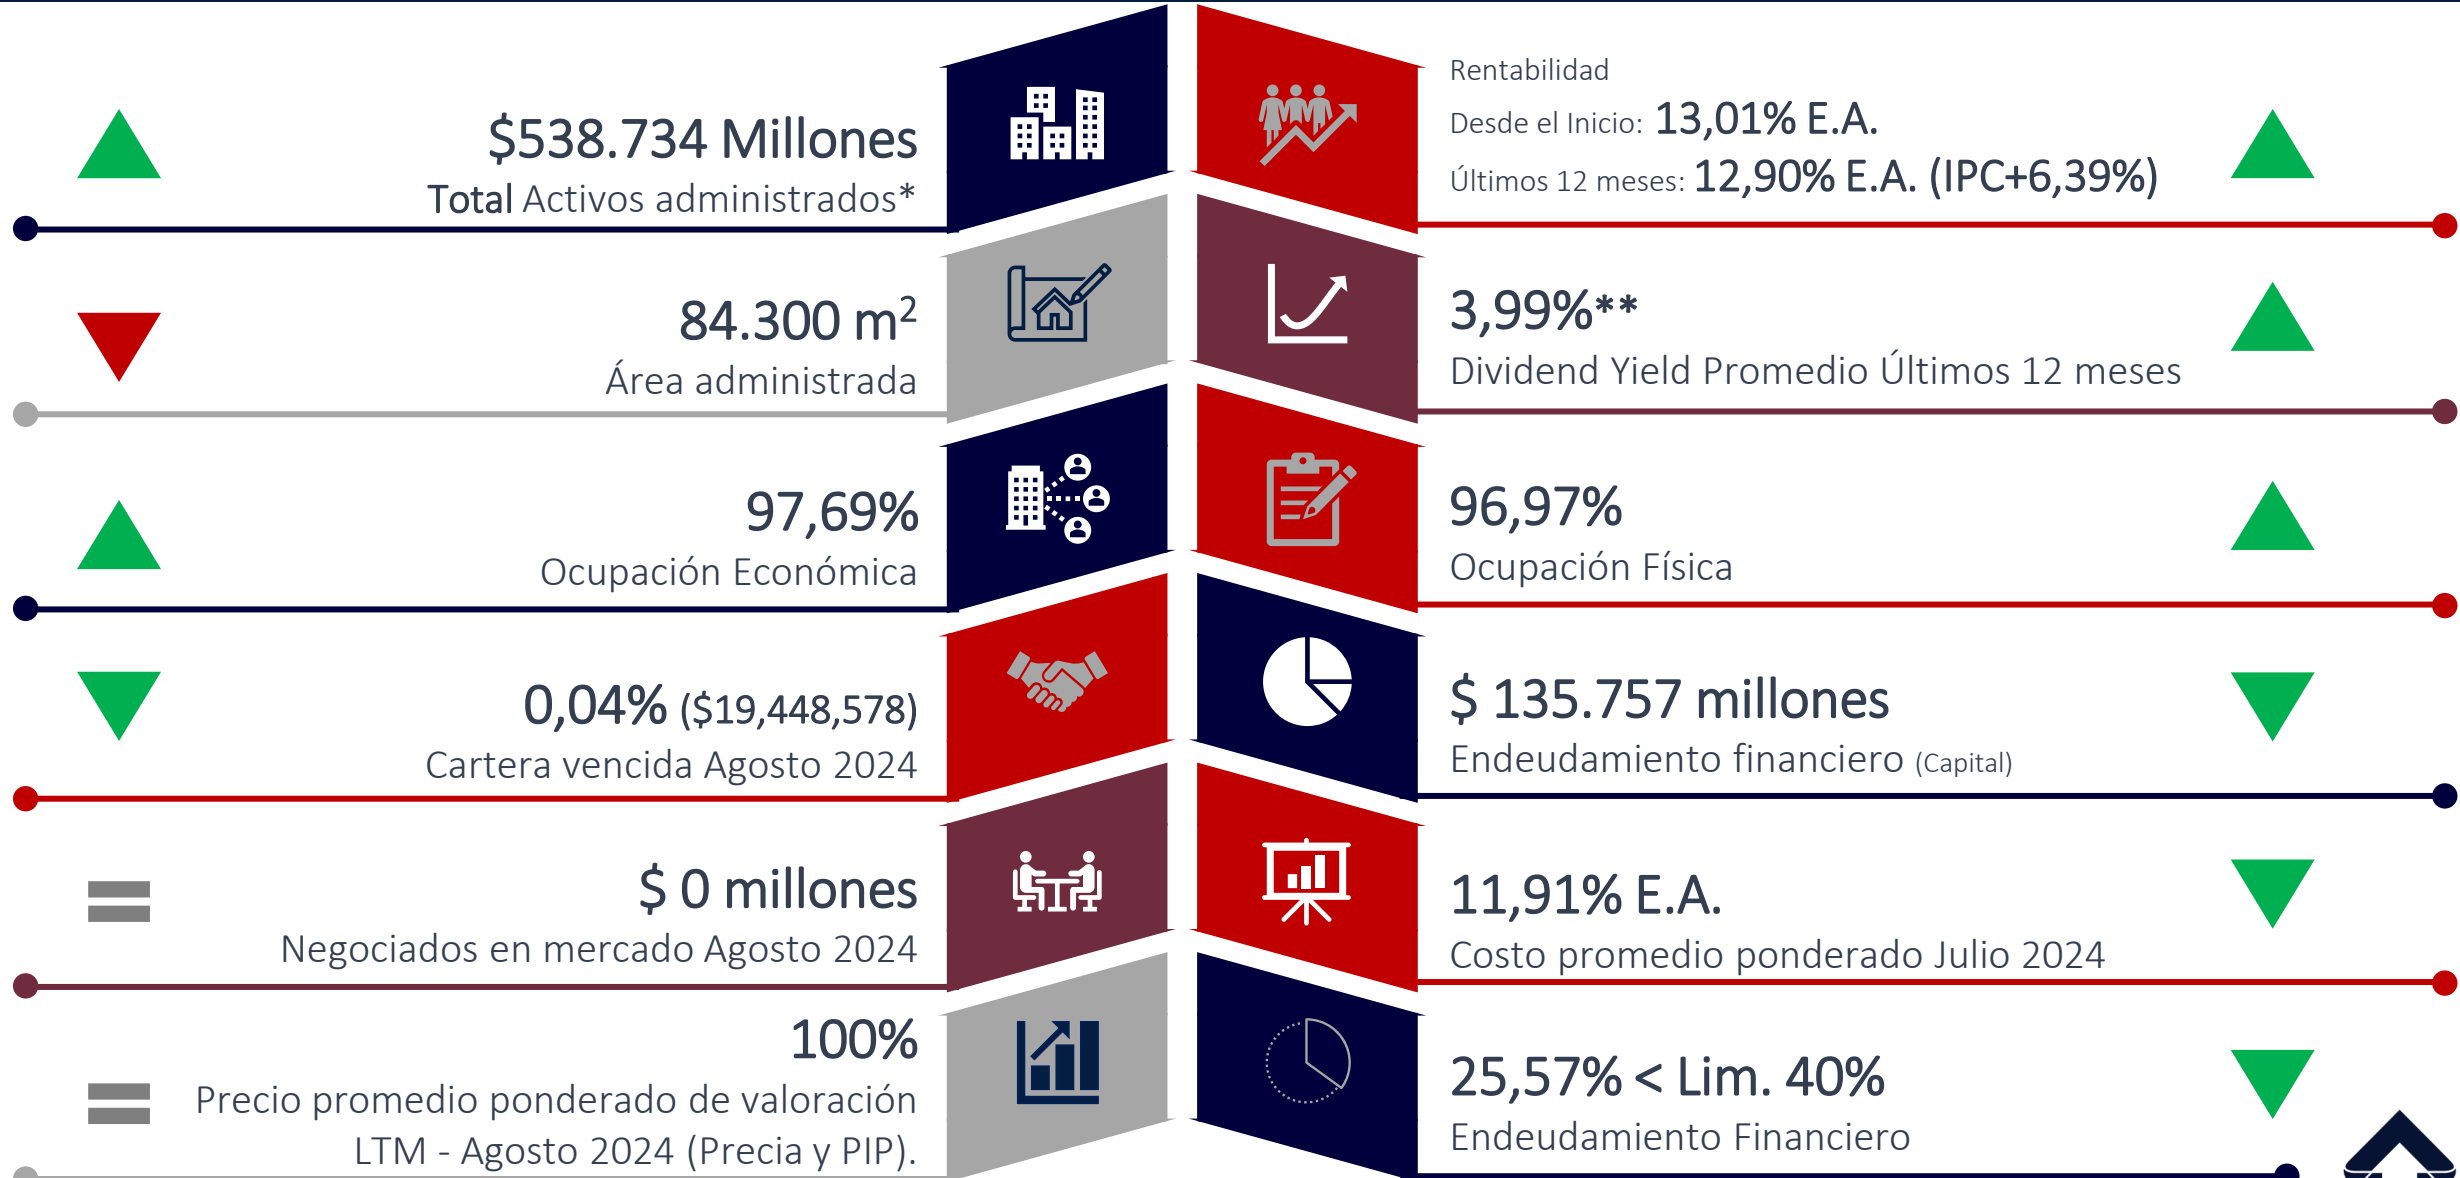 $538.734 Millones
Total Activos administrados*
84.300 m²
Área administrada
97,69%
Ocupación Económica
0,04% ($19,448,578)
Cartera vencida Agosto 2024
$ 0 millones
Negociados en mercado Agosto 2024
100%
Precio promedio ponderado de valoración
LTM - Agosto 2024 (Precia y PIP).
Rentabilidad
Desde el Inicio: 13,01% E.A.
Últimos 12 meses: 12,90% E.A. (IPC+6,39%)
3,99%**
Dividend Yield Promedio Últimos 12 meses
96,97%
Ocupación Física
$ 135.757 millones
Endeudamiento financiero (Capital)
11,91% E.A.
Costo promedio ponderado Julio 2024
25,57% < Lim. 40%
Endeudamiento Financiero